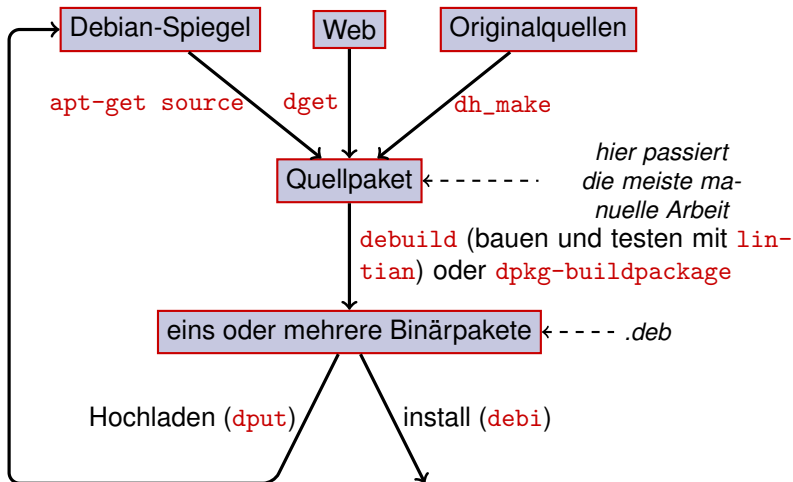 Debian-Spiegel
Web
Originalquellen
apt-get source
dget
dh_make
hier passiert
die meiste ma-
nuelle Arbeit
Quellpaket
debuild (bauen und testen mit lin-
tian) oder dpkg-buildpackage
eins oder mehrere Binärpakete
.deb
Hochladen (dput)
install (debi)